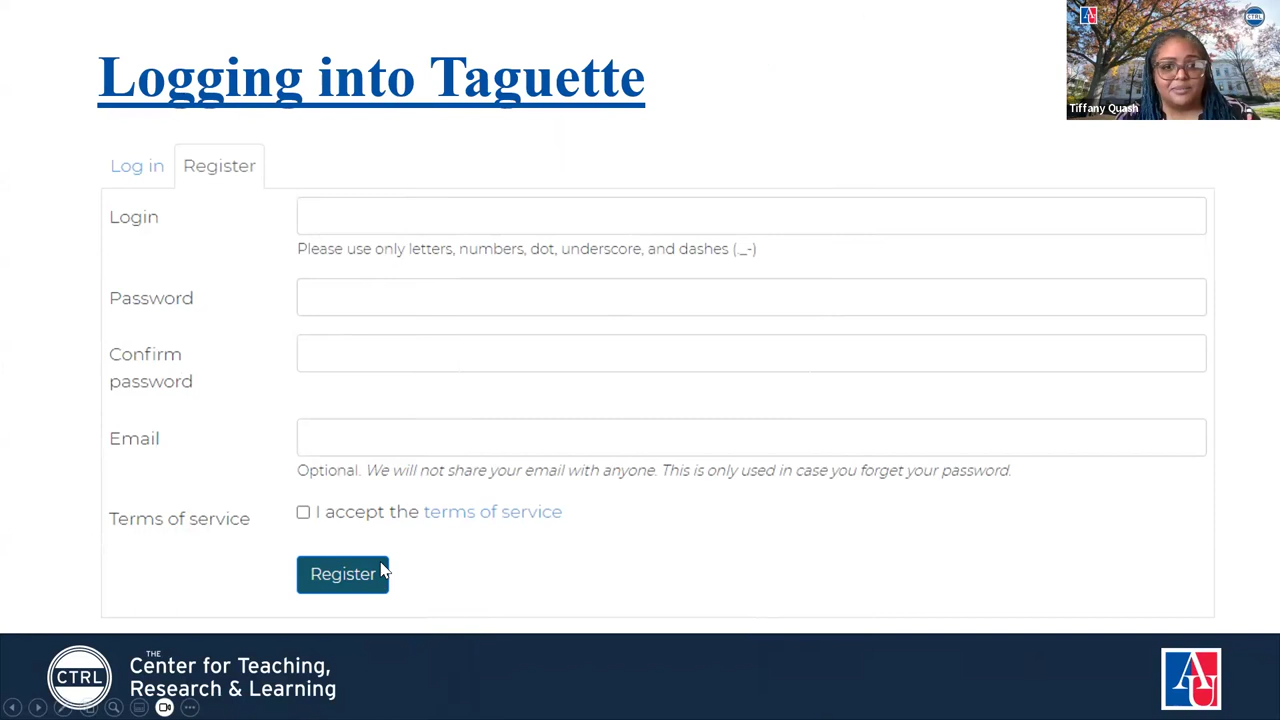 Logging into Taguette
Tiffany Quash
Log in
Register
Login
Please use only letters, numbers, dot, underscore, and dashes (._-)
Password
Confirm
password
Email
Optional. We will not share your email with anyone. This is only used in case you forget your password.
Terms of service
I accept the terms of service
Register
CTRL
THE
Center for Teaching,
Research & Learning
AU